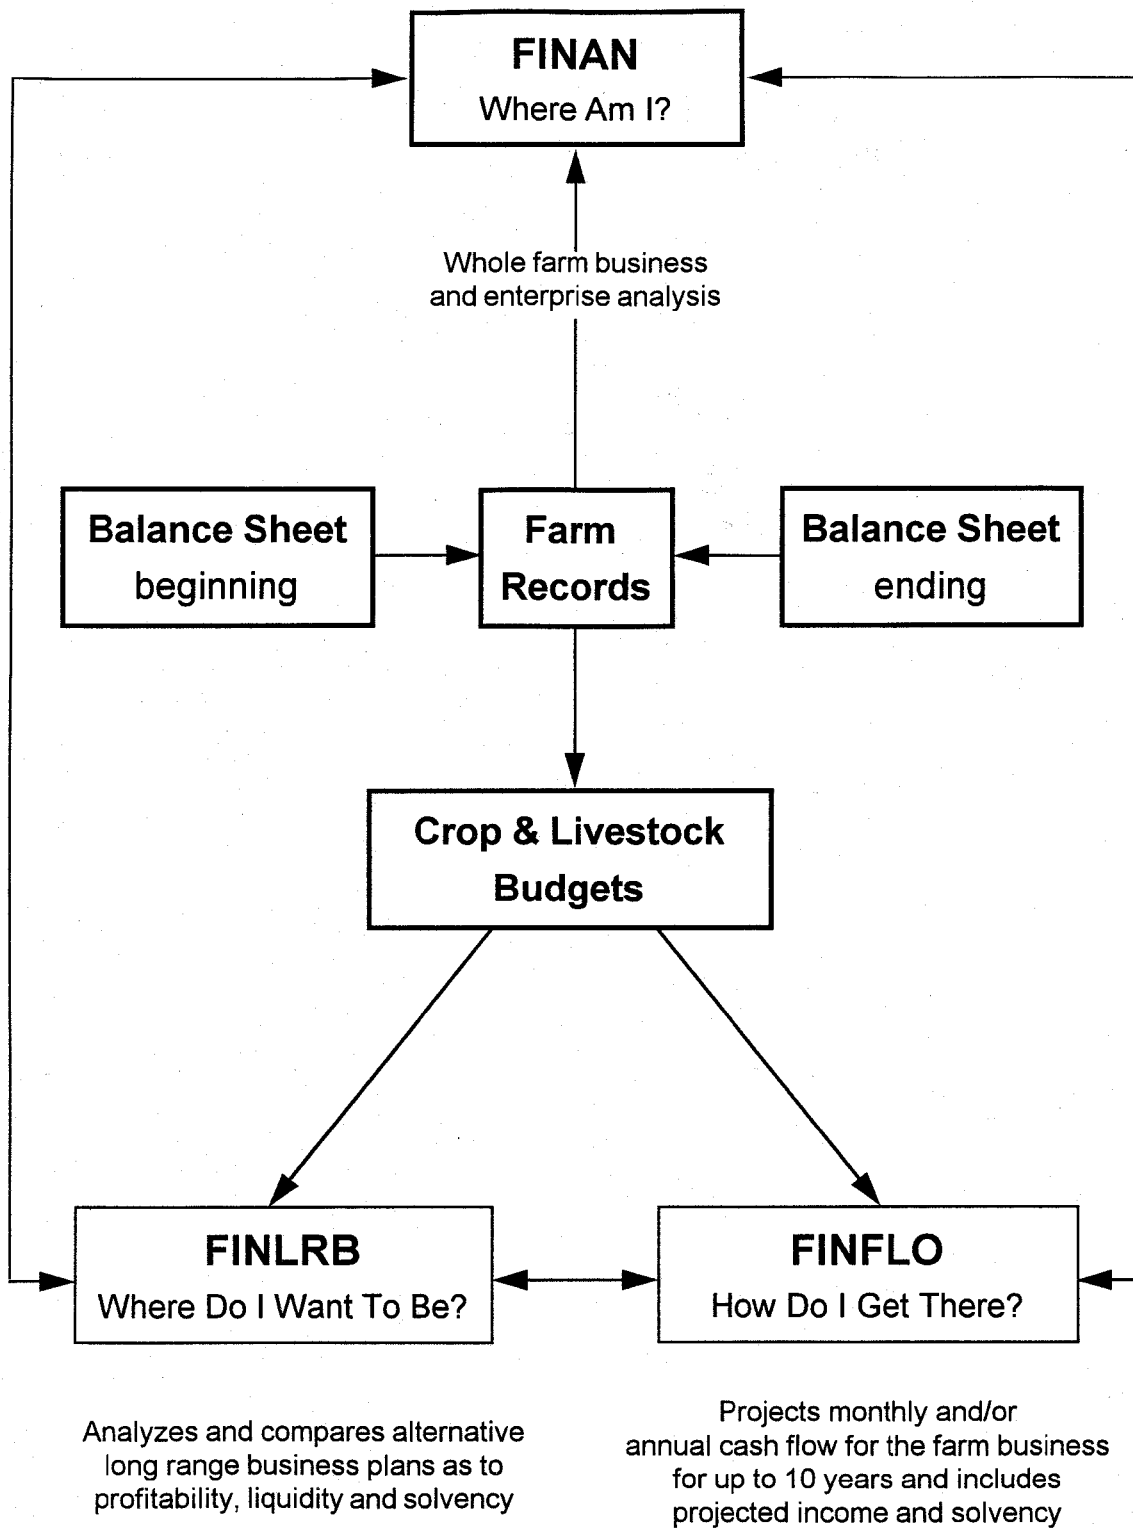 FINAN
Where Am I?
Whole farm business
and enterprise analysis
Balance Sheet
beginning
Farm
Records
Balance Sheet
ending
Crop & Livestock
Budgets
FINLRB
Where Do I Want To Be?
FINFLO
How Do I Get There?
Analyzes and compares alternative
long range business plans as to
profitability, liquidity and solvency
Projects monthly and/or
annual cash flow for the farm business
for up to 10 years and includes
projected income and solvency